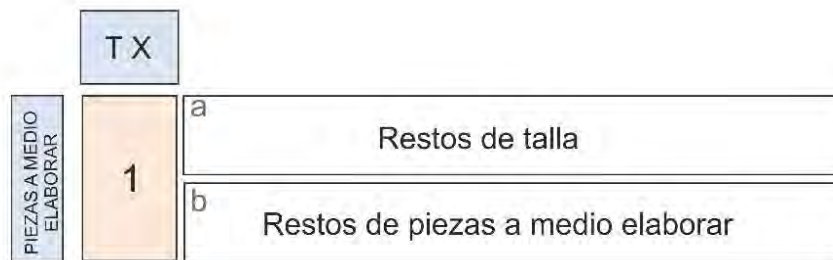 T X
PIEZAS A MEDIO
ELABORAR
1
a
Restos de talla
b
Restos de piezas a medio elaborar